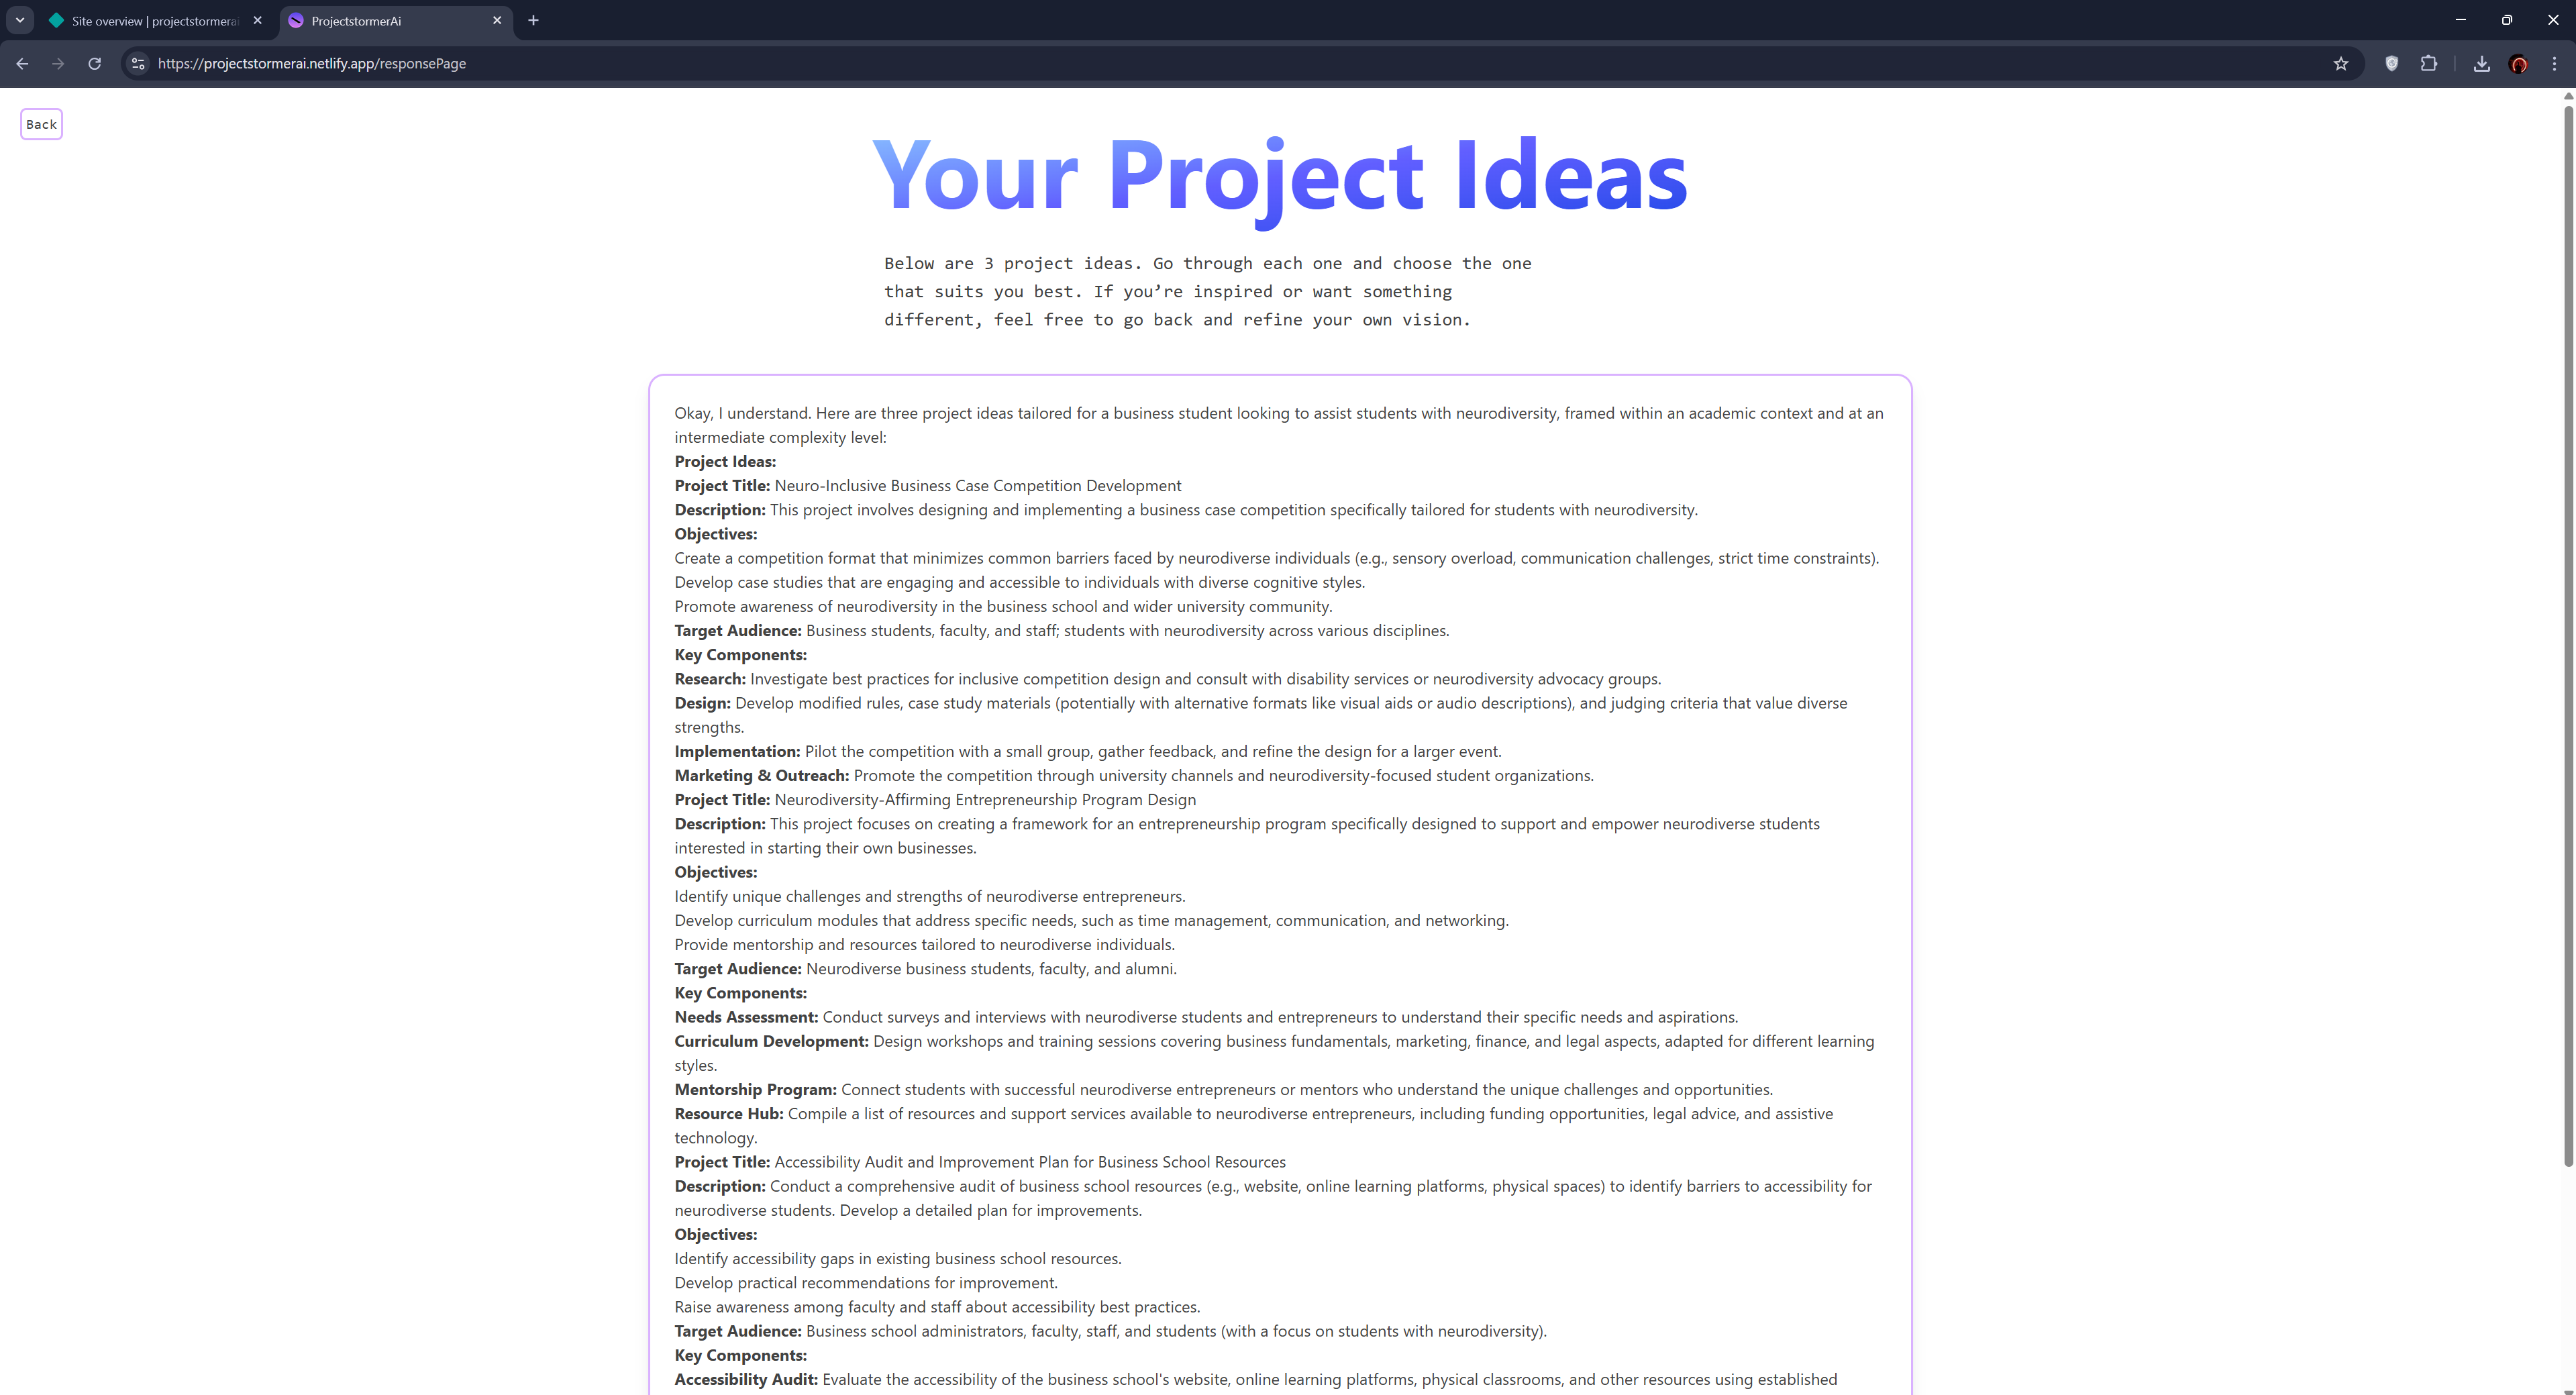 Site overview | projectstormerai
ProjectstormerAi
https://projectstormerai.netlify.app/responsePage
Back
Your Project Ideas
Below are 3 project ideas. Go through each one and choose the one
that suits you best. If you’re inspired or want something
different, feel free to go back and refine your own vision.
Okay, I understand. Here are three project ideas tailored for a business student looking to assist students with neurodiversity, framed within an academic context and at an
intermediate complexity level:
Project Ideas:
Project Title: Neuro-Inclusive Business Case Competition Development
Description: This project involves designing and implementing a business case competition specifically tailored for students with neurodiversity.
Objectives:
Create a competition format that minimizes common barriers faced by neurodiverse individuals (e.g., sensory overload, communication challenges, strict time constraints).
Develop case studies that are engaging and accessible to individuals with diverse cognitive styles.
Promote awareness of neurodiversity in the business school and wider university community.
Target Audience: Business students, faculty, and staff; students with neurodiversity across various disciplines.
Key Components:
Research: Investigate best practices for inclusive competition design and consult with disability services or neurodiversity advocacy groups.
Design: Develop modified rules, case study materials (potentially with alternative formats like visual aids or audio descriptions), and judging criteria that value diverse
strengths.
Implementation: Pilot the competition with a small group, gather feedback, and refine the design for a larger event.
Marketing & Outreach: Promote the competition through university channels and neurodiversity-focused student organizations.
Project Title: Neurodiversity-Affirming Entrepreneurship Program Design
Description: This project focuses on creating a framework for an entrepreneurship program specifically designed to support and empower neurodiverse students
interested in starting their own businesses.
Objectives:
Identify unique challenges and strengths of neurodiverse entrepreneurs.
Develop curriculum modules that address specific needs, such as time management, communication, and networking.
Provide mentorship and resources tailored to neurodiverse individuals.
Target Audience: Neurodiverse business students, faculty, and alumni.
Key Components:
Needs Assessment: Conduct surveys and interviews with neurodiverse students and entrepreneurs to understand their specific needs and aspirations.
Curriculum Development: Design workshops and training sessions covering business fundamentals, marketing, finance, and legal aspects, adapted for different learning
styles.
Mentorship Program: Connect students with successful neurodiverse entrepreneurs or mentors who understand the unique challenges and opportunities.
Resource Hub: Compile a list of resources and support services available to neurodiverse entrepreneurs, including funding opportunities, legal advice, and assistive
technology.
Project Title: Accessibility Audit and Improvement Plan for Business School Resources
Description: Conduct a comprehensive audit of business school resources (e.g., website, online learning platforms, physical spaces) to identify barriers to accessibility for
neurodiverse students. Develop a detailed plan for improvements.
Objectives:
Identify accessibility gaps in existing business school resources.
Develop practical recommendations for improvement.
Raise awareness among faculty and staff about accessibility best practices.
Target Audience: Business school administrators, faculty, staff, and students (with a focus on students with neurodiversity).
Key Components:
Accessibility Audit: Evaluate the accessibility of the business school's website, online learning platforms, physical classrooms, and other resources using established